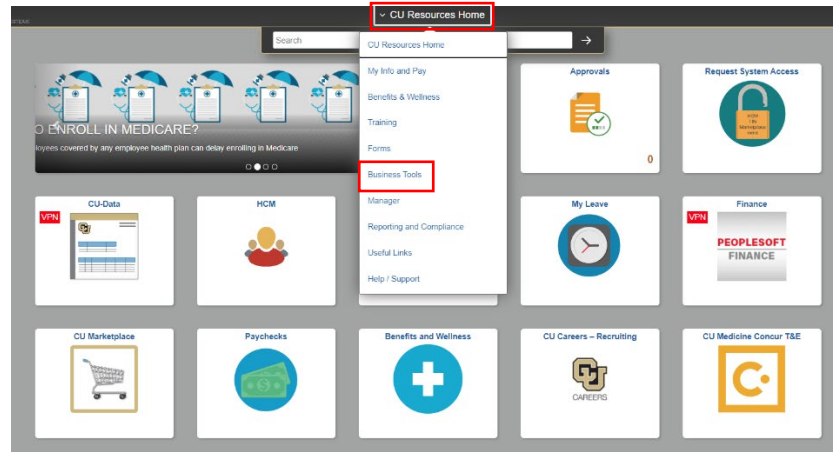 campus
CU Resources Home
Search
CU Resources Home
My Info and Pay
Benefits & Wellness
Training
Forms
Business Tools
Manager
Reporting and Compliance
Useful Links
Help / Support
O ENROLL IN MEDICARE?
loyees covered by any employee health plan can delay enrolling in Medicare
Approvals
0
Request System Access
CU-Data
VPN
HCM
My Leave
Finance
VPN
PEOPLESOFT
FINANCE
CU Marketplace
Paychecks
Benefits and Wellness
CU Careers – Recruiting
CU
CAREERS
CU Medicine Concur T&E
C